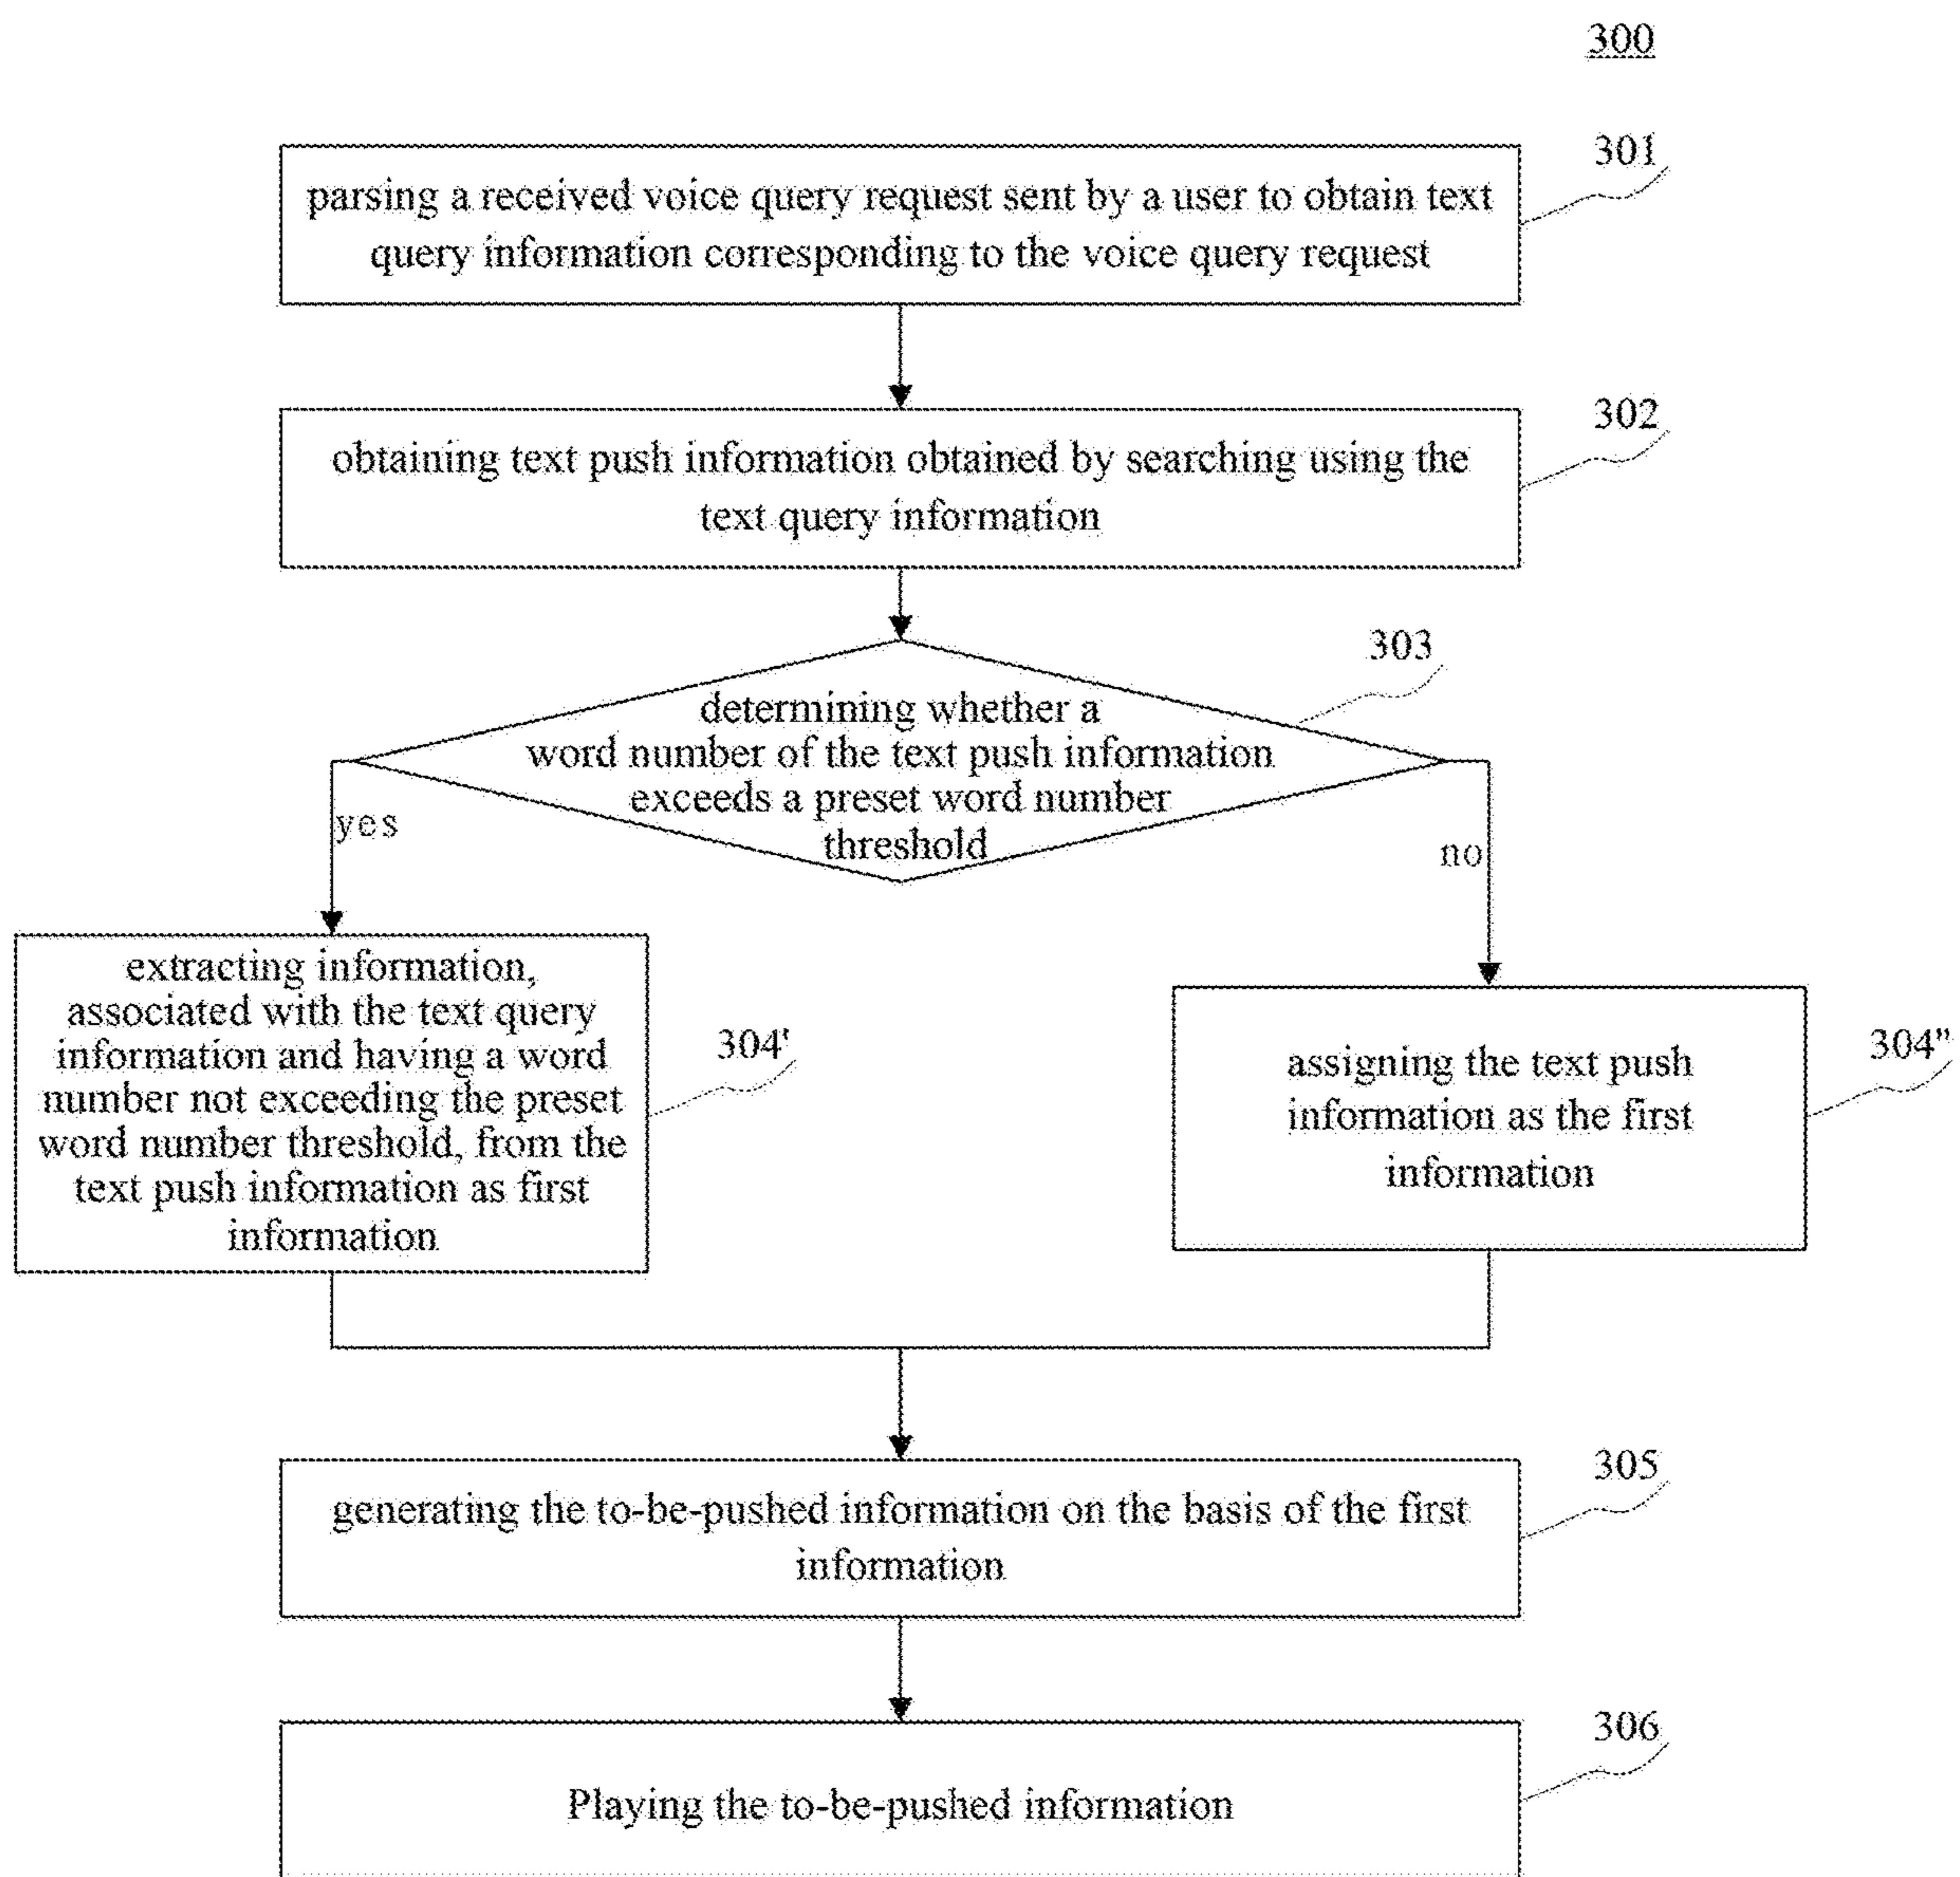 300
301
parsing a received voice query request sent by a user to obtain text
query information corresponding to the voice query request
302
obtaining text push information obtained by searching using the
text query information
303
determining whether a
word number of the text push information
exceeds a preset word number
threshold
yes
no
extracting information,
associated with the text query
information and having a word
number not exceeding the preset
word number threshold, from the
text push information as first
information
304'
assigning the text push
information as the first
information
304"
305
generating the to-be-pushed information on the basis of the first
information
306
Playing the to-be-pushed information